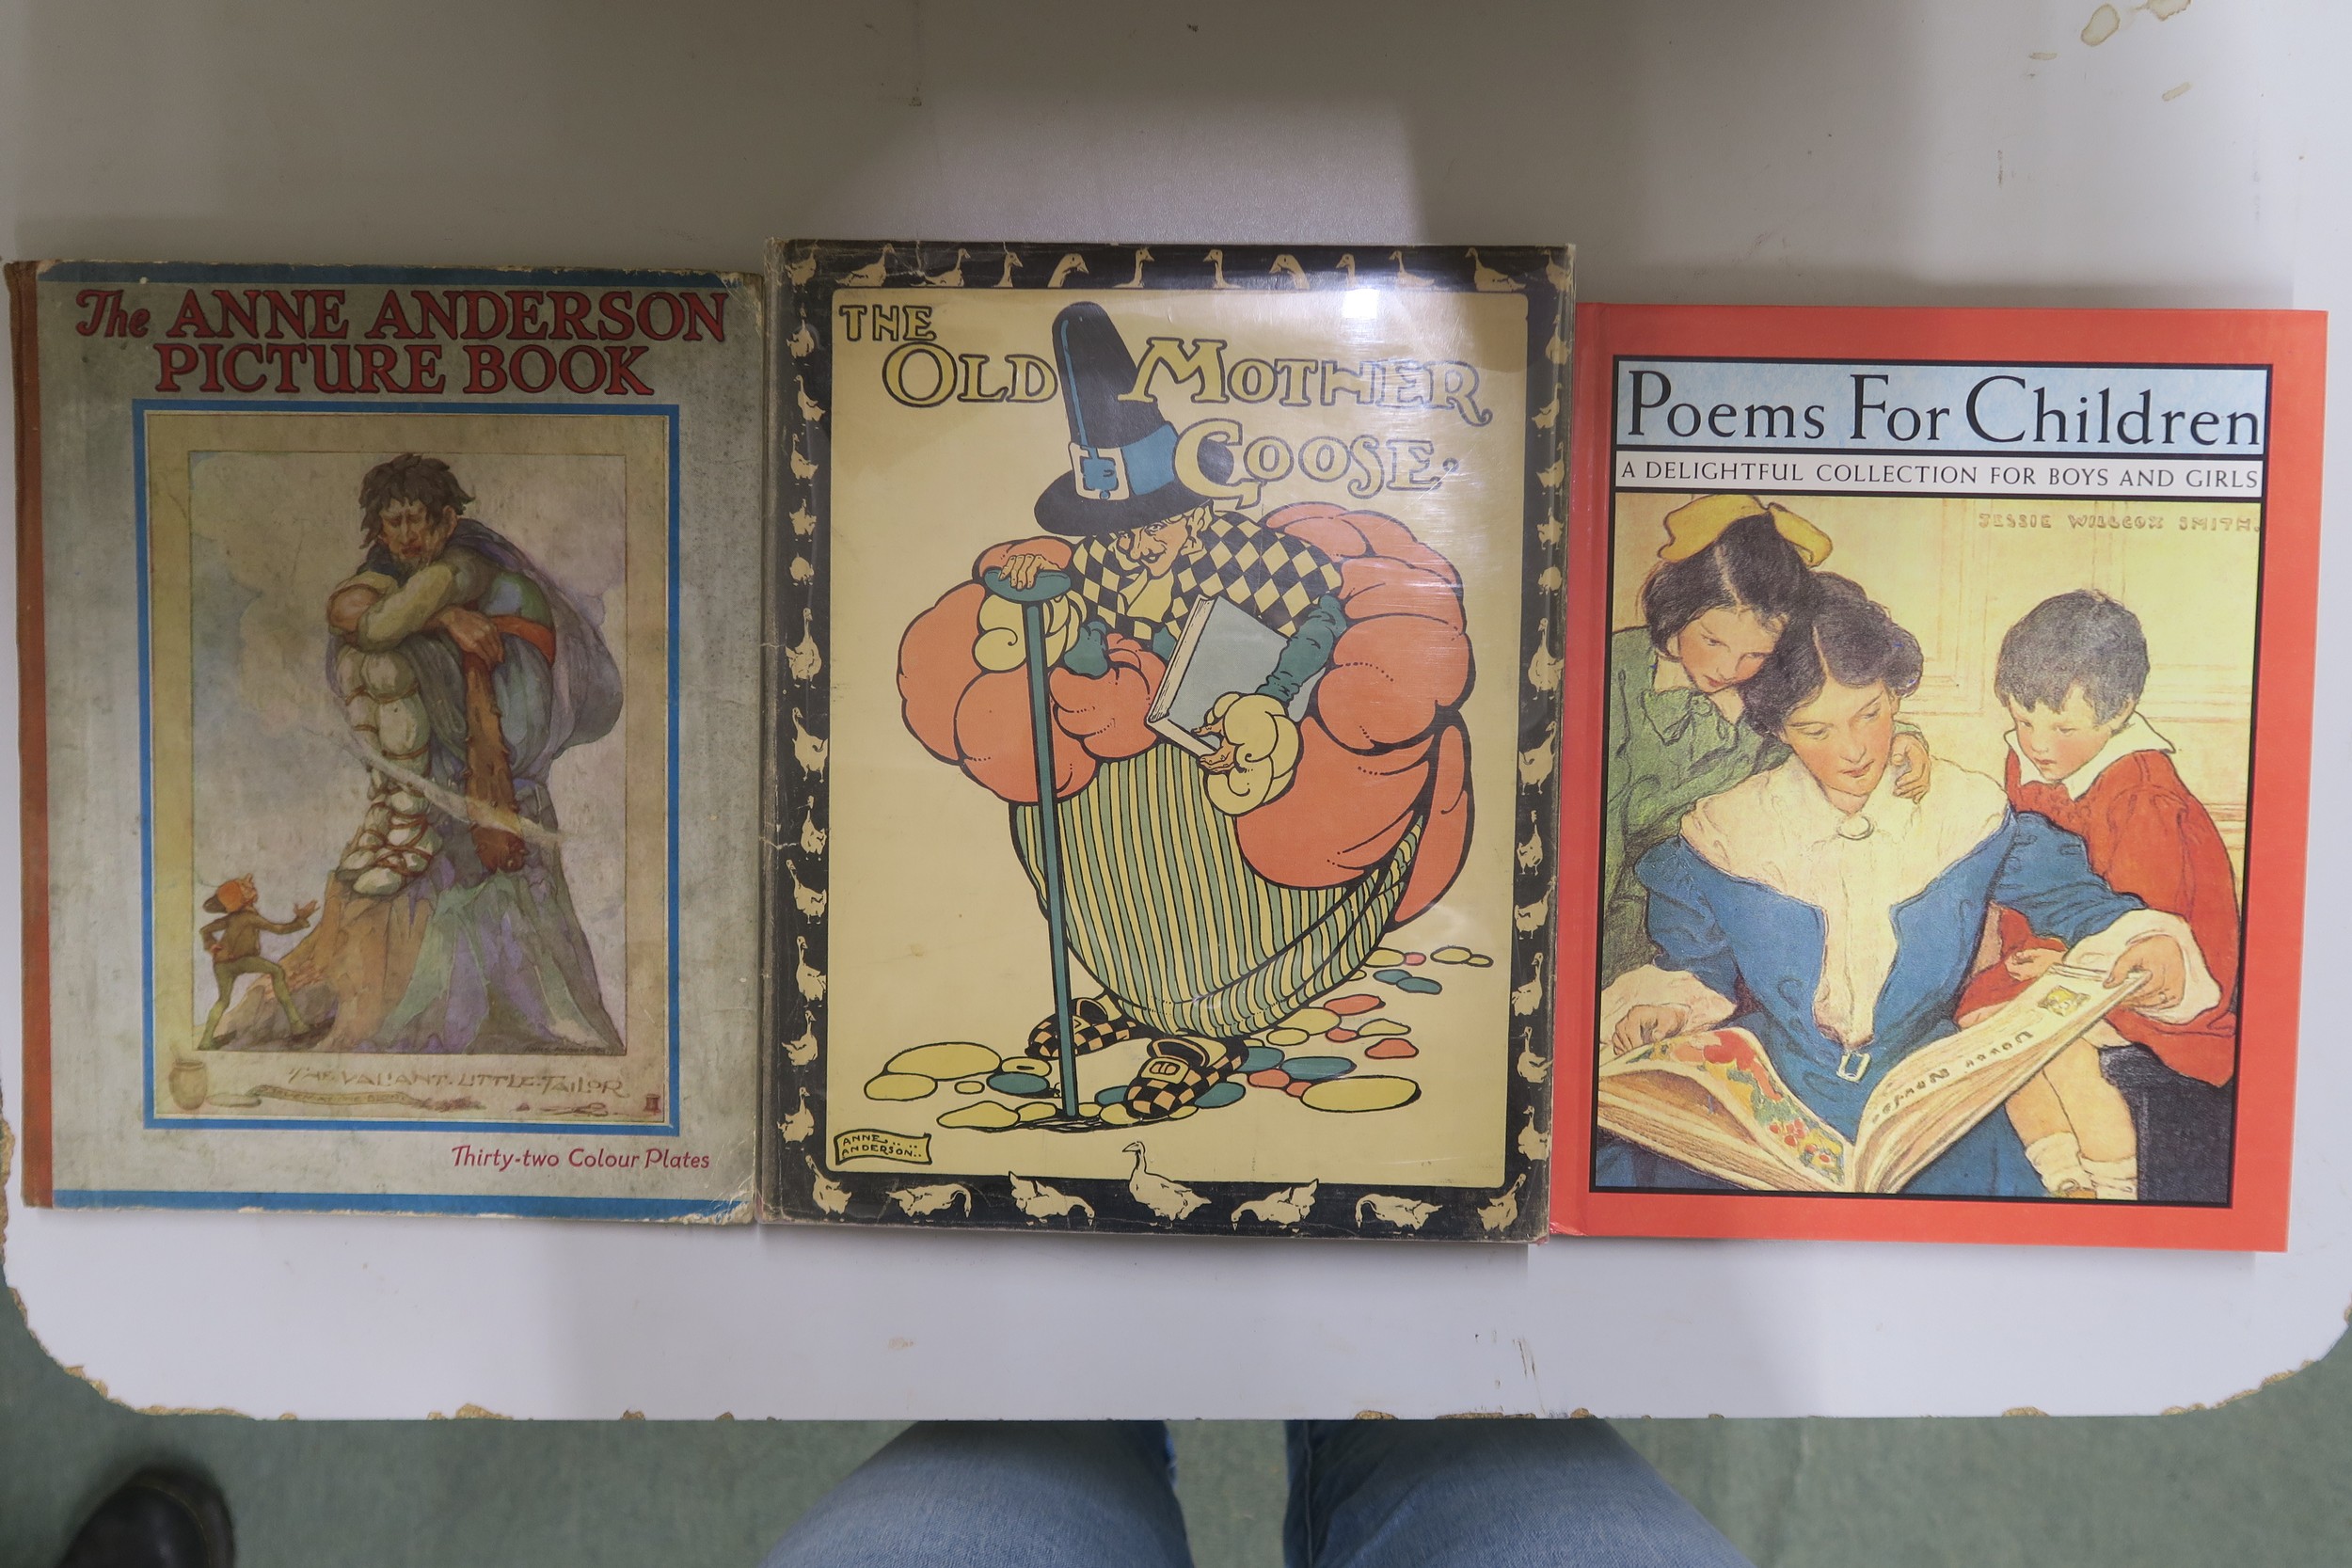 The ANNE ANDERSON
PICTURE BOOK
THE VALIANT LITTLE TAILOR
Thirty-two Colour Plates
THE
OLD MOTHER
GOOSE
ANNE
ANDERSON
Poems For Children
A DELIGHTFUL COLLECTION FOR BOYS AND GIRLS
JESSIE WILLCOX SMITH.